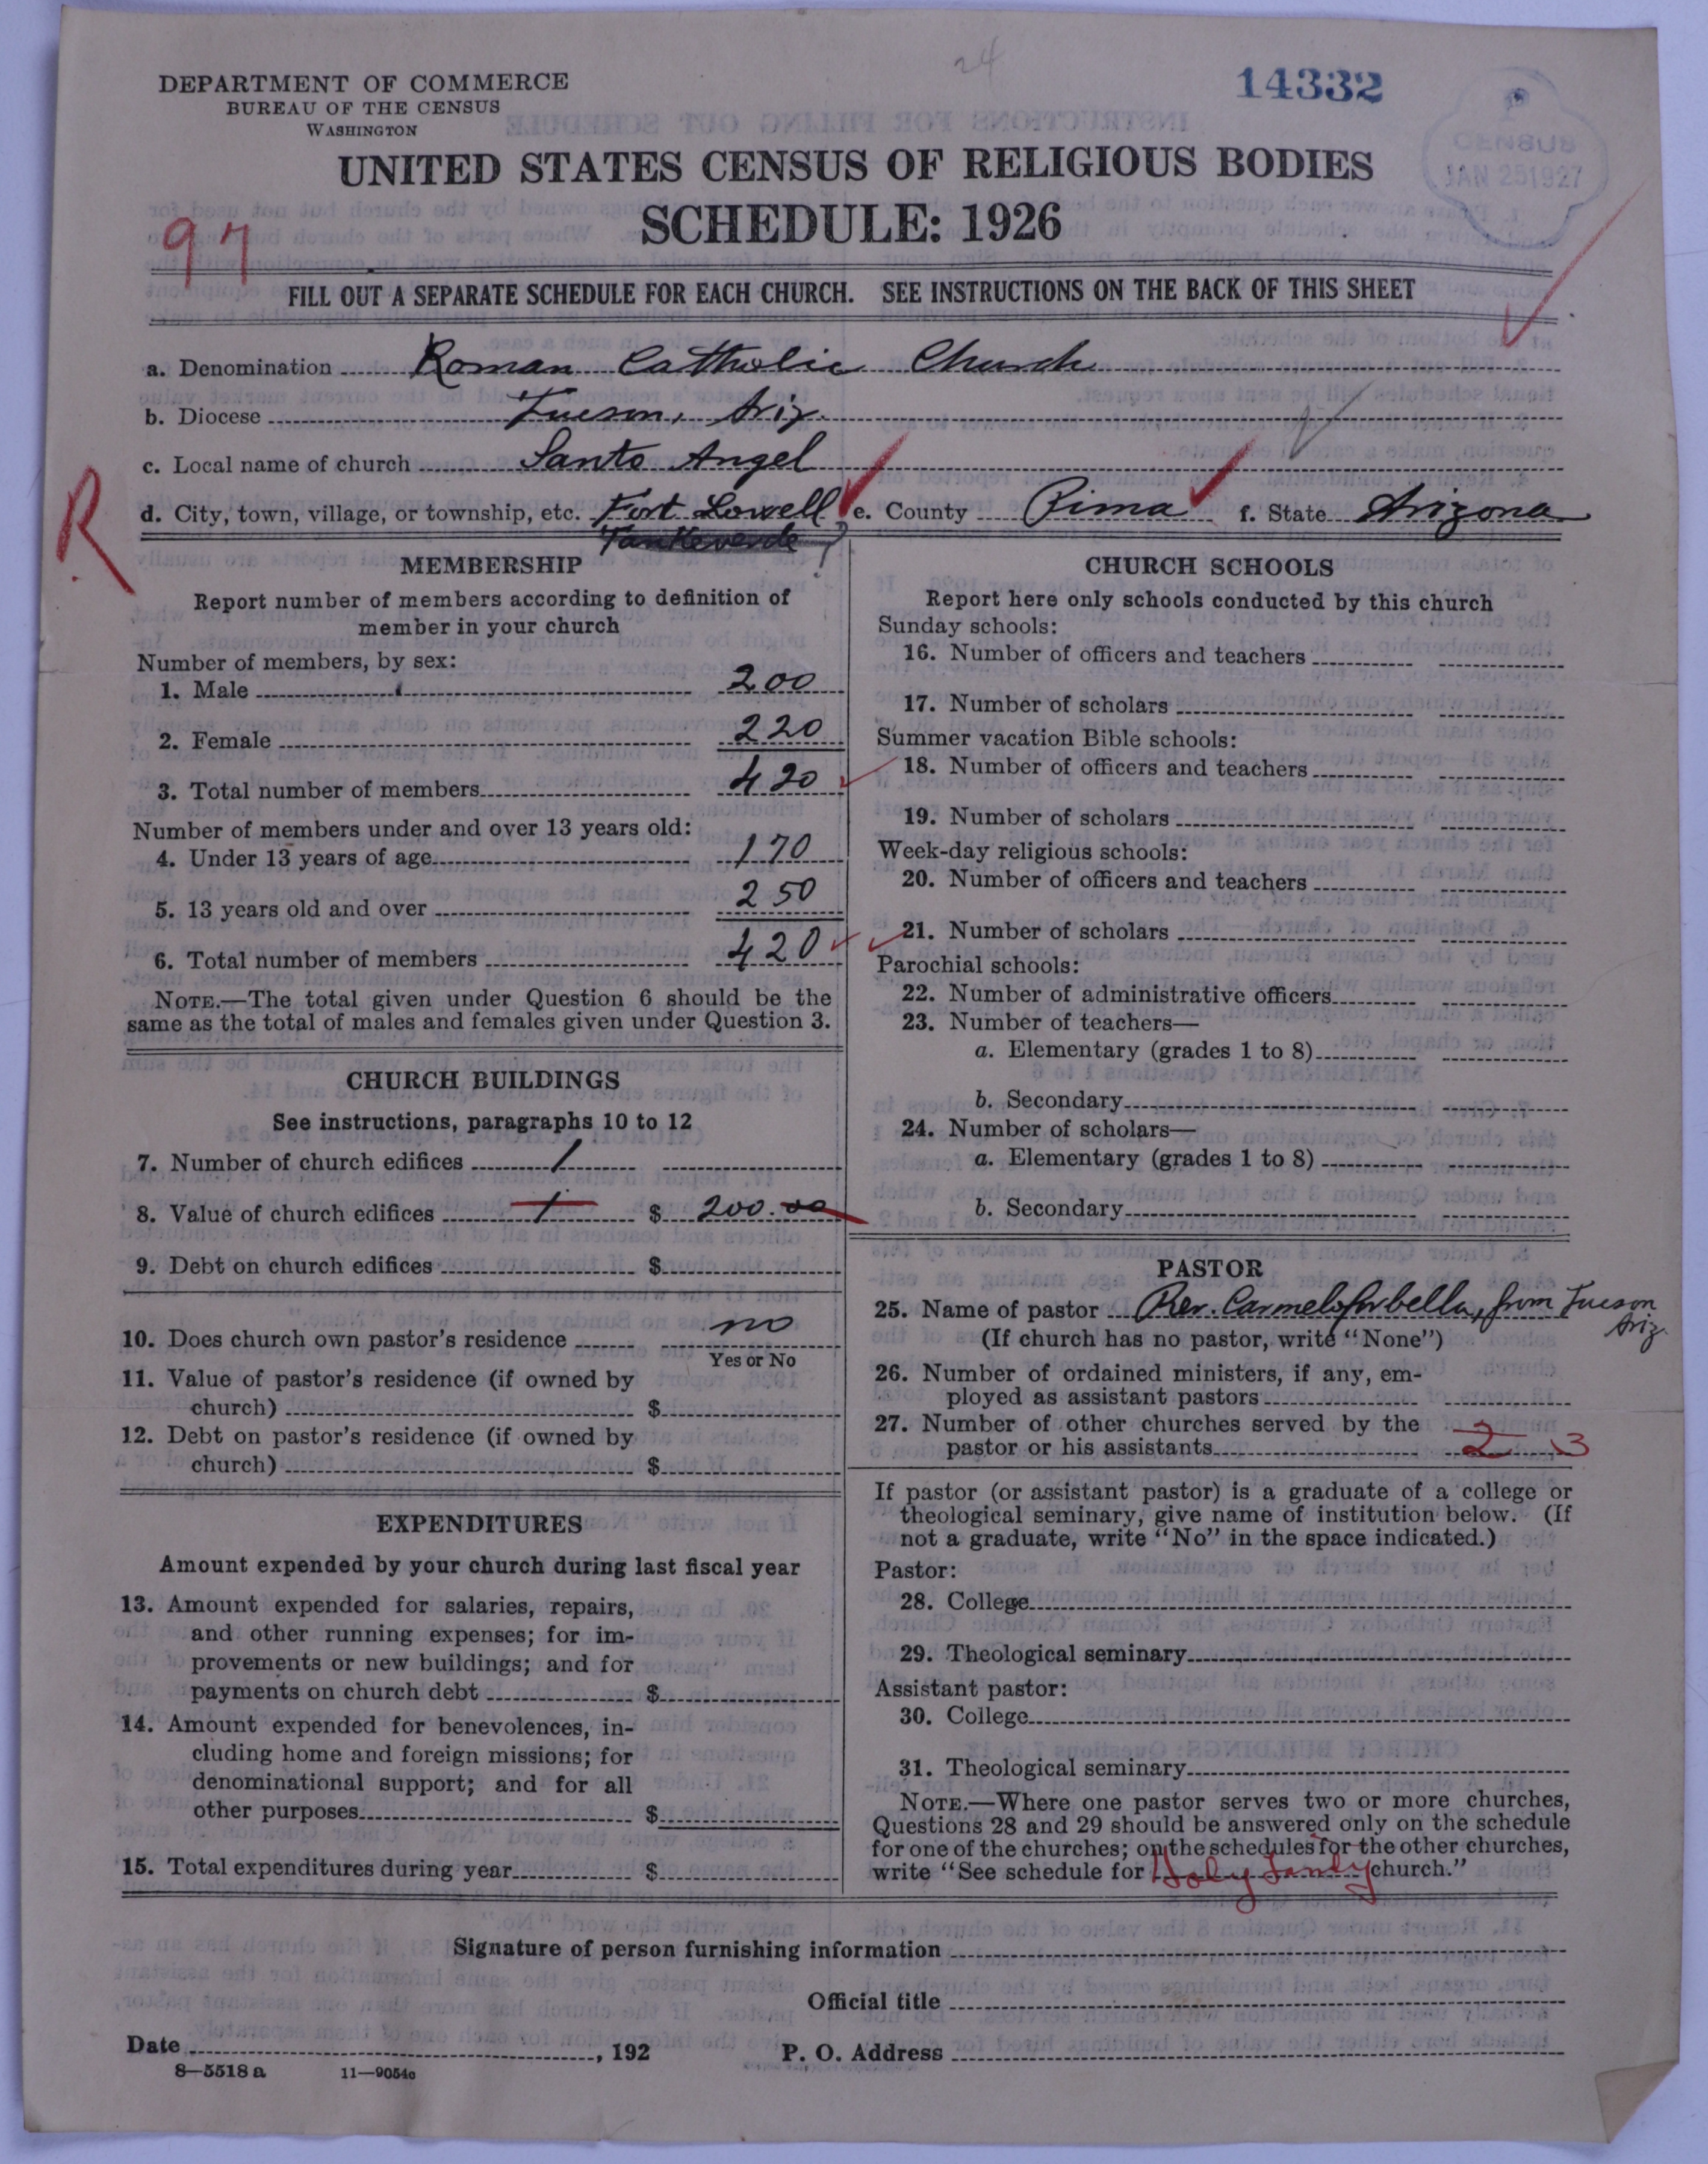 24
14332
DEPARTMENT OF COMMERCE
BUREAU OF THE CENSUS
WASHINGTON
CENSUS
JAN 25 1927
UNITED STATES CENSUS OF RELIGIOUS BODIES
SCHEDULE: 1926
97
FILL OUT A SEPARATE SCHEDULE FOR EACH CHURCH. SEE INSTRUCTIONS ON THE BACK OF THIS SHEET
a. Denomination Roman Catholic Church
b. Diocese Tucson, Ariz.
c. Local name of church Santo Angel
R
d. City, town, village, or township, etc. Fort Lowell e. County Pima f. State Arizona
Tankeverde
MEMBERSHIP
Report number of members according to definition of
member in your church
Number of members, by sex:
1. Male 200
2. Female 220
3. Total number of members 420
Number of members under and over 13 years old:
4. Under 13 years of age 170
5. 13 years old and over 250
6. Total number of members 420
NOTE.—The total given under Question 6 should be the
same as the total of males and females given under Question 3.
CHURCH BUILDINGS
See instructions, paragraphs 10 to 12
7. Number of church edifices 1
8. Value of church edifices 1 $ 200.00
9. Debt on church edifices $
10. Does church own pastor's residence no
Yes or No
11. Value of pastor's residence (if owned by
church) $
12. Debt on pastor's residence (if owned by
church) $
EXPENDITURES
Amount expended by your church during last fiscal year
13. Amount expended for salaries, repairs,
and other running expenses; for im-
provements or new buildings; and for
payments on church debt $
14. Amount expended for benevolences, in-
cluding home and foreign missions; for
denominational support; and for all
other purposes $
15. Total expenditures during year $
CHURCH SCHOOLS
Report here only schools conducted by this church
Sunday schools:
16. Number of officers and teachers
17. Number of scholars
Summer vacation Bible schools:
18. Number of officers and teachers
19. Number of scholars
Week-day religious schools:
20. Number of officers and teachers
21. Number of scholars
Parochial schools:
22. Number of administrative officers
23. Number of teachers—
a. Elementary (grades 1 to 8)
b. Secondary
24. Number of scholars—
a. Elementary (grades 1 to 8)
b. Secondary
PASTOR
25. Name of pastor Rev. Carmelo Corbella, from Tucson
Ariz
(If church has no pastor, write "None")
26. Number of ordained ministers, if any, em-
ployed as assistant pastors
27. Number of other churches served by the
pastor or his assistants 2 3
If pastor (or assistant pastor) is a graduate of a college or
theological seminary, give name of institution below. (If
not a graduate, write "No" in the space indicated.)
Pastor:
28. College
29. Theological seminary
Assistant pastor:
30. College
31. Theological seminary
NOTE.—Where one pastor serves two or more churches,
Questions 28 and 29 should be answered only on the schedule
for one of the churches; on the schedules for the other churches,
write "See schedule for Holy Family church."
Signature of person furnishing information
Official title
Date , 192 P. O. Address
8—5518 a 11—9054c